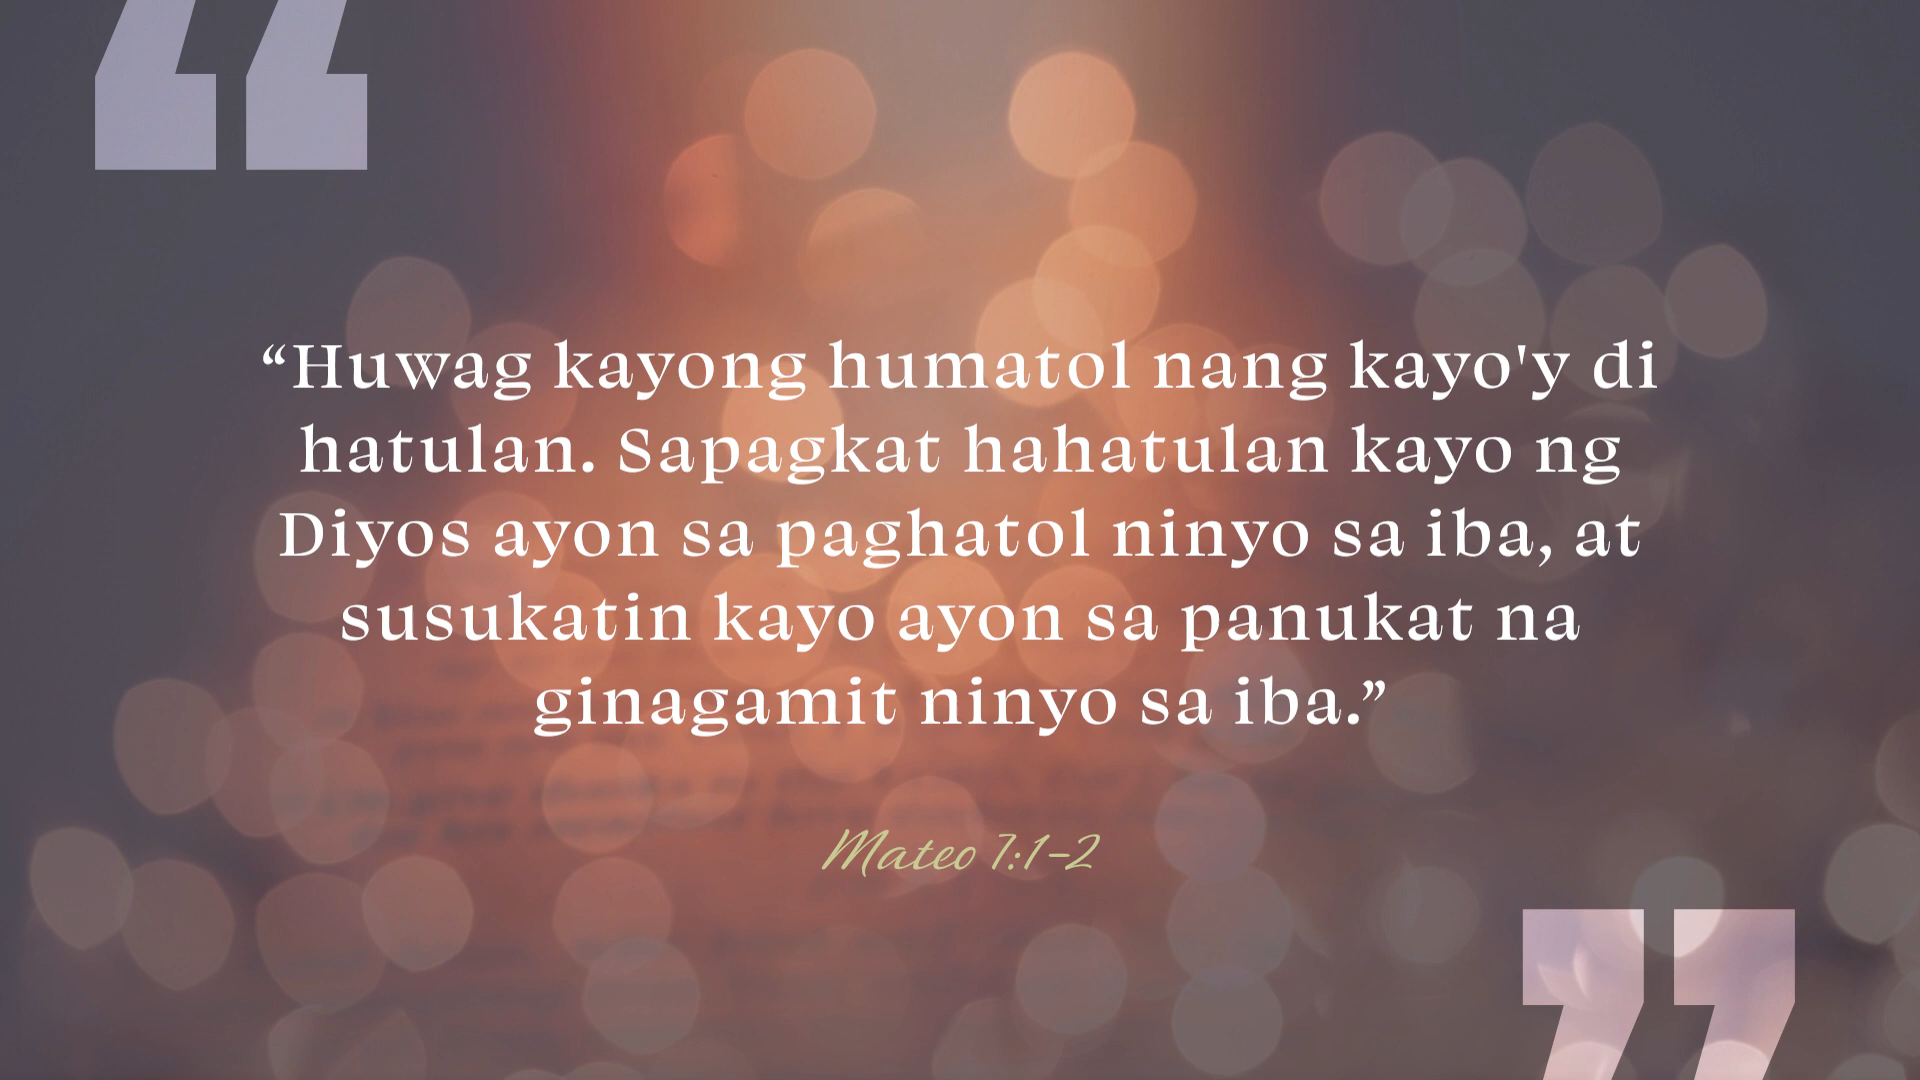 “Huwag kayong humatol nang kayo'y di
hatulan. Sapagkat hahatulan kayo ng
Diyos ayon sa paghatol ninyo sa iba, at
susukatin kayo ayon sa panukat na
ginagamit ninyo sa iba.”
Mateo 7:1-2